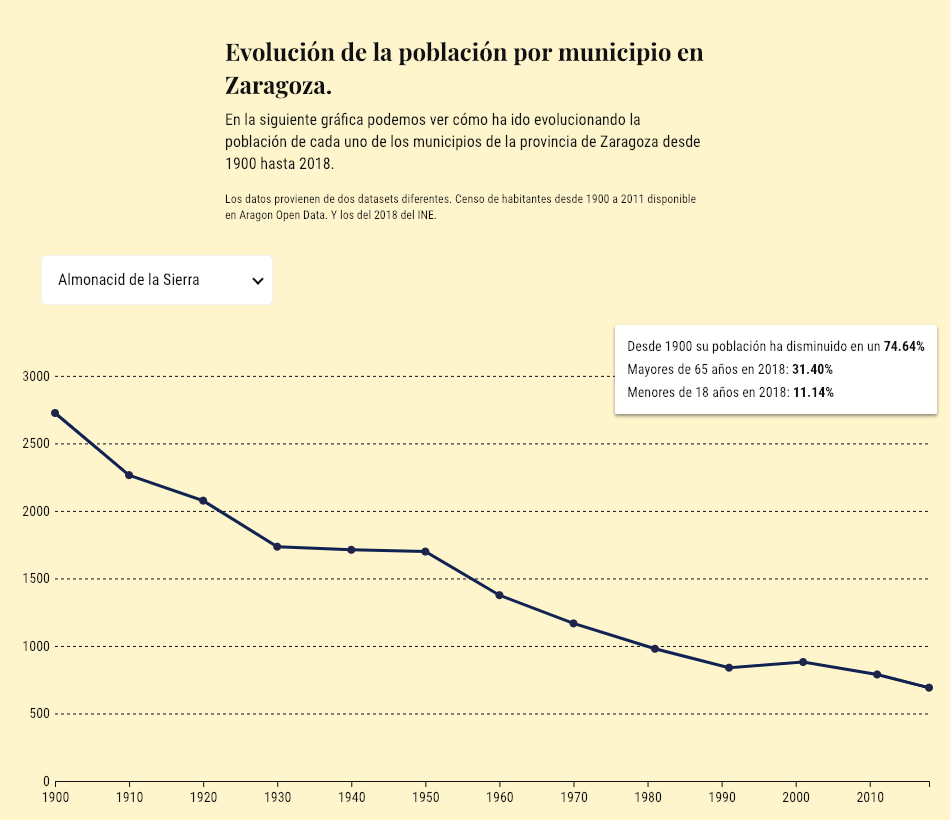 Evolución de la población por municipio en
Zaragoza.
En la siguiente gráfica podemos ver cómo ha ido evolucionando la
población de cada uno de los municipios de la provincia de Zaragoza desde
1900 hasta 2018.
Los datos provienen de dos datasets diferentes. Censo de habitantes desde 1900 a 2011 disponible
en Aragon Open Data. Y los del 2018 del INE.
Almonacid de la Sierra
Desde 1900 su población ha disminuido en un 74.64%
Mayores de 65 años en 2018: 31.40%
Menores de 18 años en 2018: 11.14%
3000
2500
2000
1500
1000
500
0
1900 1910 1920 1930 1940 1950 1960 1970 1980 1990 2000 2010